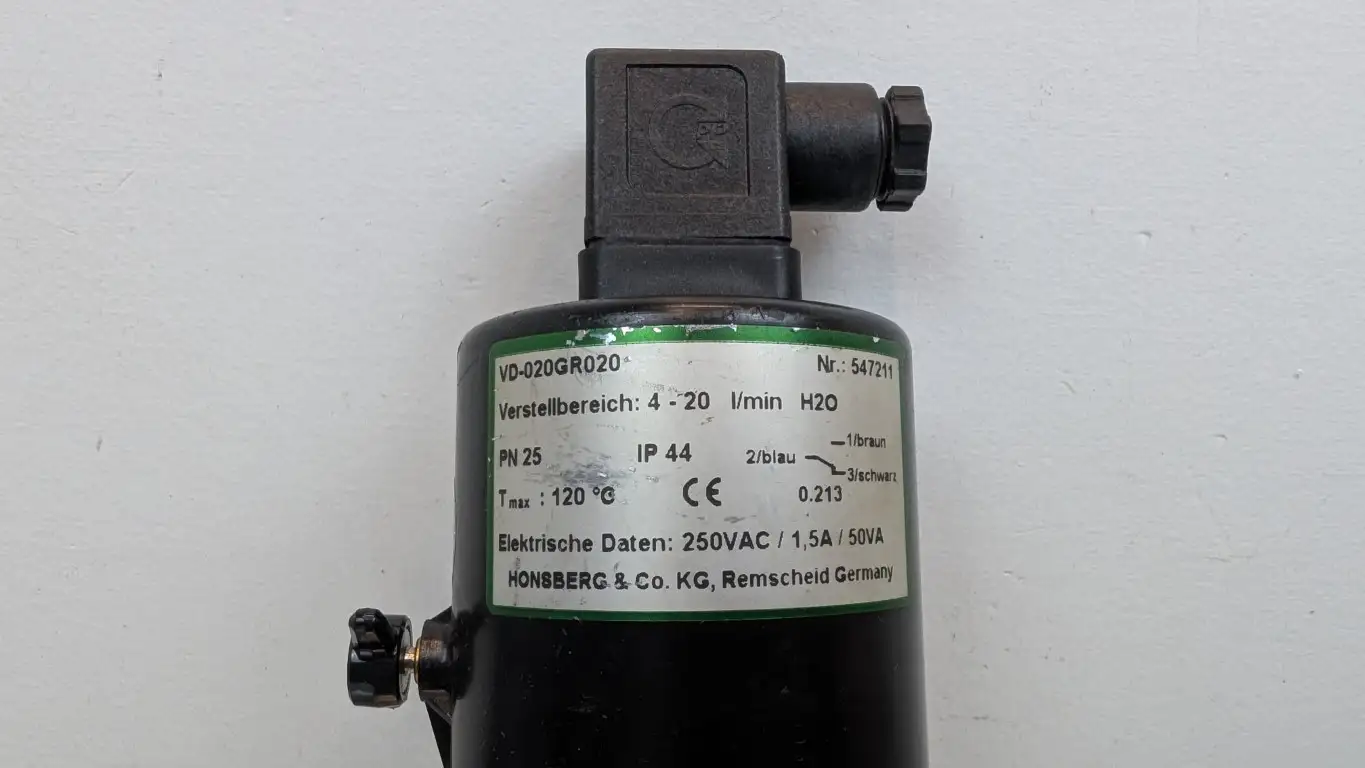 VD-020GR020 Nr.: 547211
Verstellbereich: 4 - 20 l/min H2O
1/braun
PN 25 IP 44 2/blau
3/schwarz
Tmax : 120 °C CE 0.213
Elektrische Daten: 250VAC / 1,5A / 50VA
HONSBERG & Co. KG, Remscheid Germany